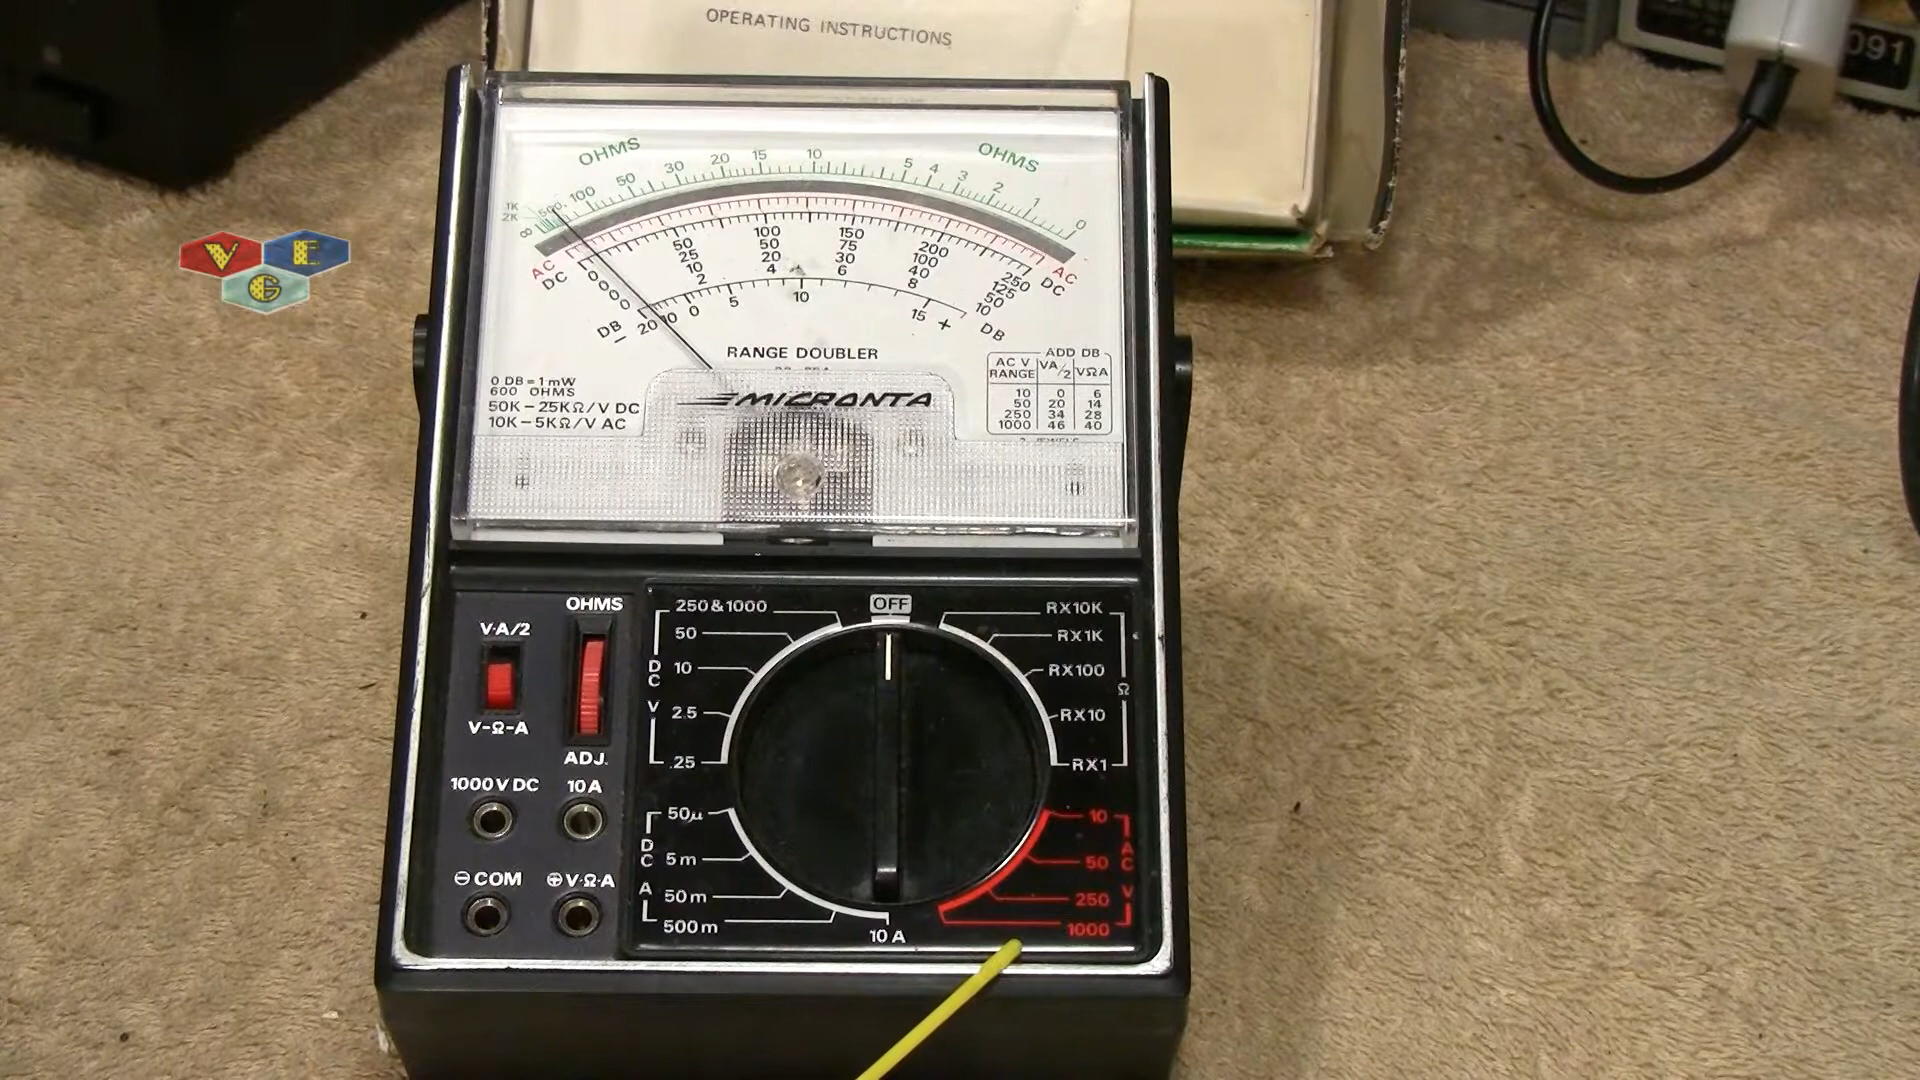 OPERATING INSTRUCTIONS
091
V E
G
OHMS OHMS
1K 500 100 50 30 20 15 10 5 4 3 2 1 0
2K
∞
AC AC
DC DC
0 50 100 150 200 250
0 25 50 75 100 125
0 10 20 30 40 50
0 2 4 6 8 10
DB 20 10 0 5 10 15 + DB
−
RANGE DOUBLER
MICRONTA
0 DB = 1 mW
600 OHMS
50K – 25KΩ/V DC
10K – 5KΩ/V AC
ADD DB
AC V RANGE VA/2 VΩA
10 0 6
50 20 14
250 34 28
1000 46 40
V·A/2
V-Ω-A
OHMS
ADJ.
1000V DC 10A
⊖COM ⊕V·Ω·A
OFF
250&1000
50
10
2.5
.25
DC V
50µ
5m
50m
500m
DC A
10A
RX10K
RX1K
RX100
RX10
RX1
Ω
10
50
250
1000
AC V